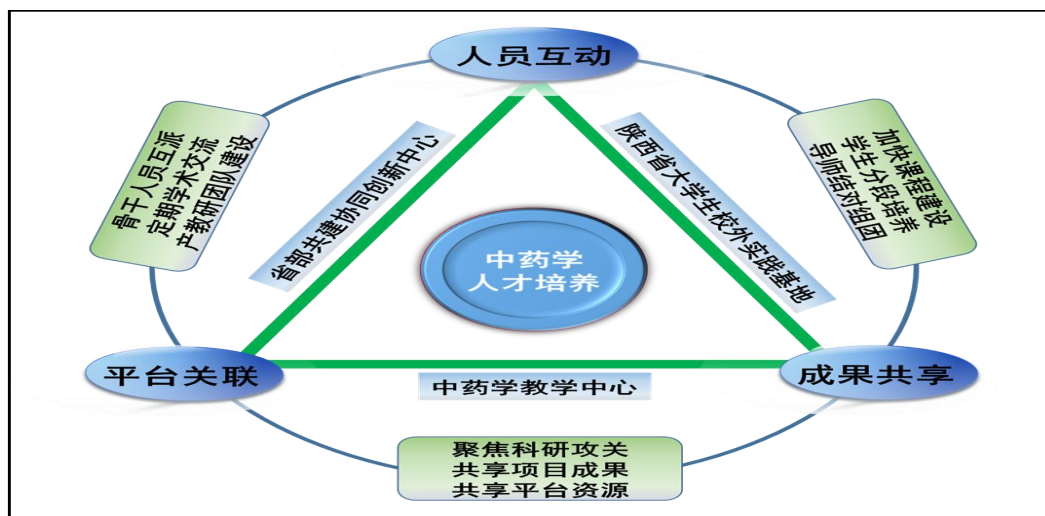 人员互动
骨干人员互派
定期学术交流
产教研团队建设
省部共建协同创新中心
陕西省大学生校外实践基地
加快课程建设
学生分段培养
导师结对组团
中药学
人才培养
平台关联
中药学教学中心
成果共享
聚焦科研攻关
共享项目成果
共享平台资源